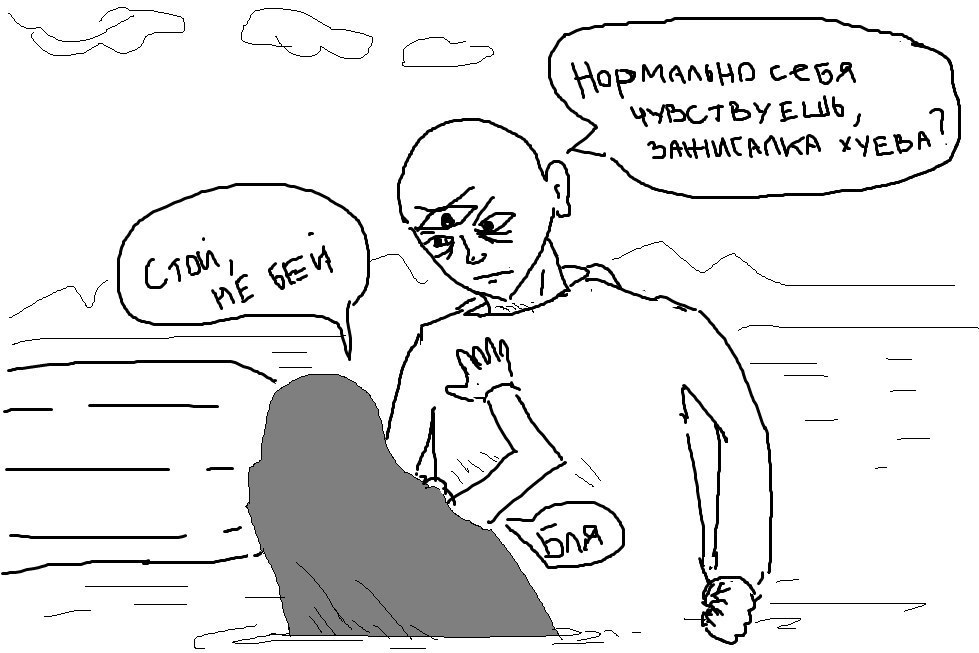 Нормально себя
чувствуешь,
зажигалка хуева?
Стой,
не бей
Бля